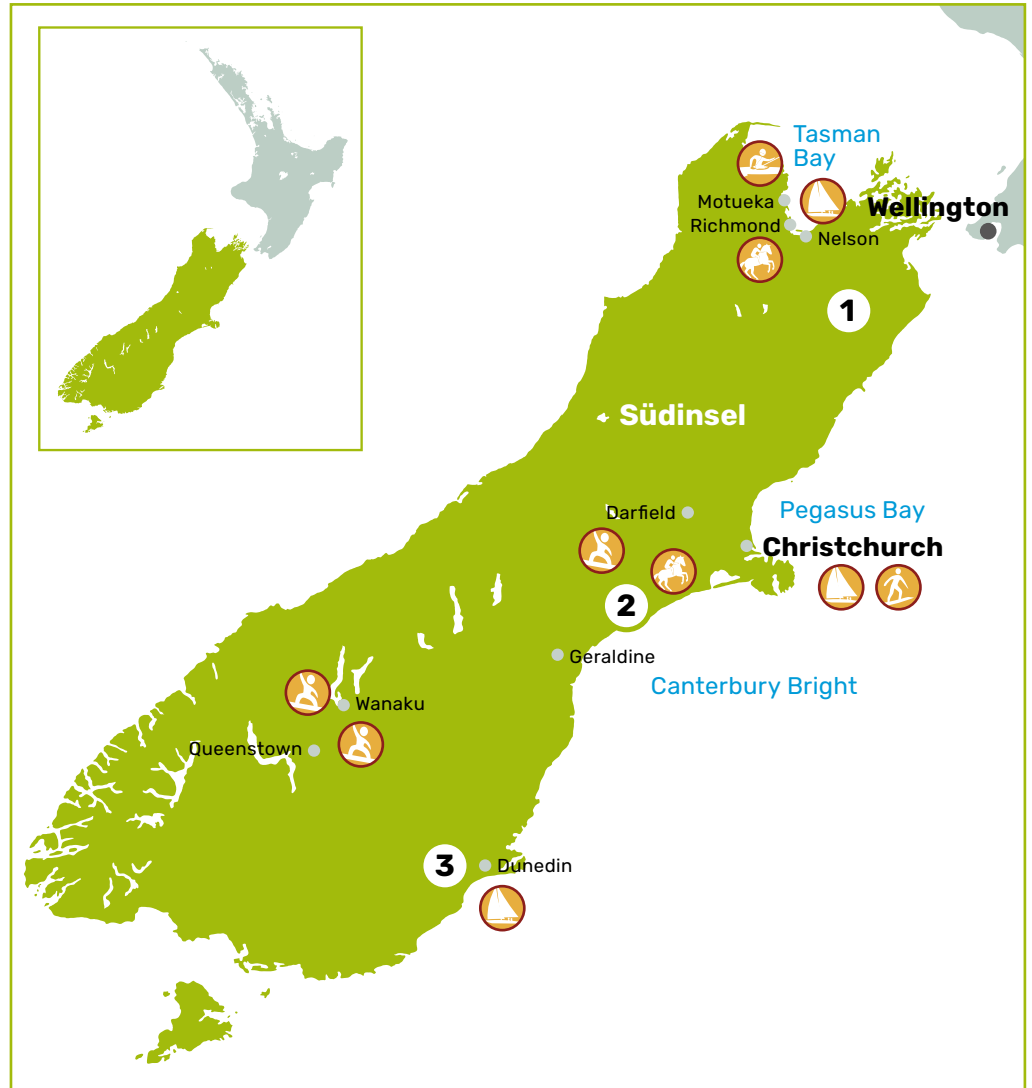 Tasman
Bay
Motueka
Wellington
Richmond
Nelson
1
Südinsel
Darfield
Pegasus Bay
Christchurch
2
Geraldine
Canterbury Bright
Wanaku
Queenstown
3
Dunedin